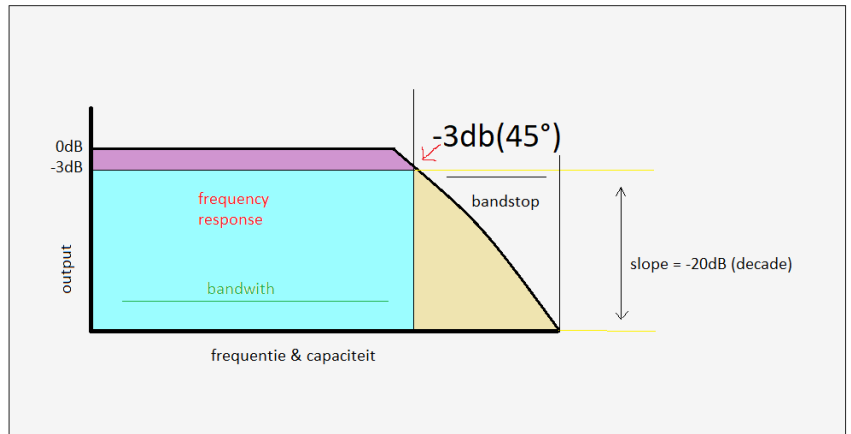 -3db(45°)
0dB
-3dB
frequency
response
bandstop
output
slope = -20dB (decade)
bandwith
frequentie & capaciteit